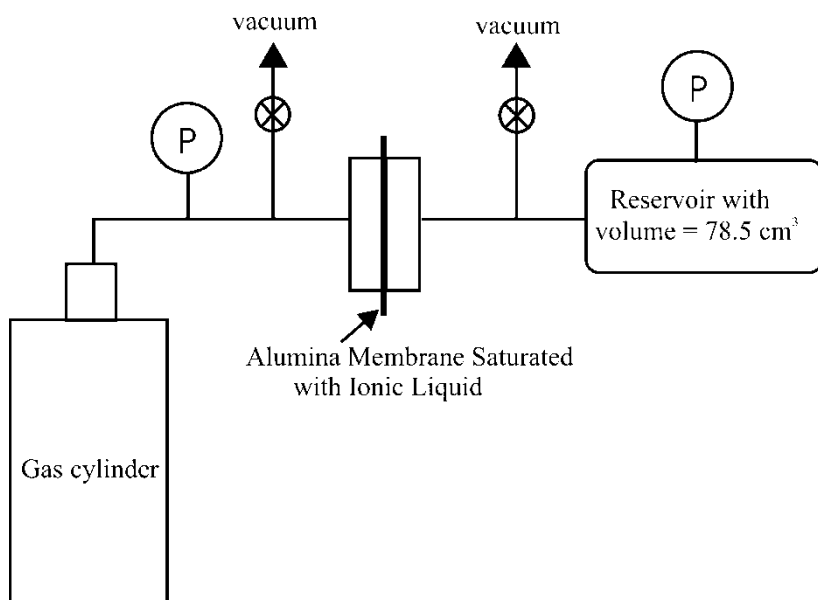 vacuum
vacuum
P
P
Reservoir with
volume = 78.5 cm³
Alumina Membrane Saturated
with Ionic Liquid
Gas cylinder